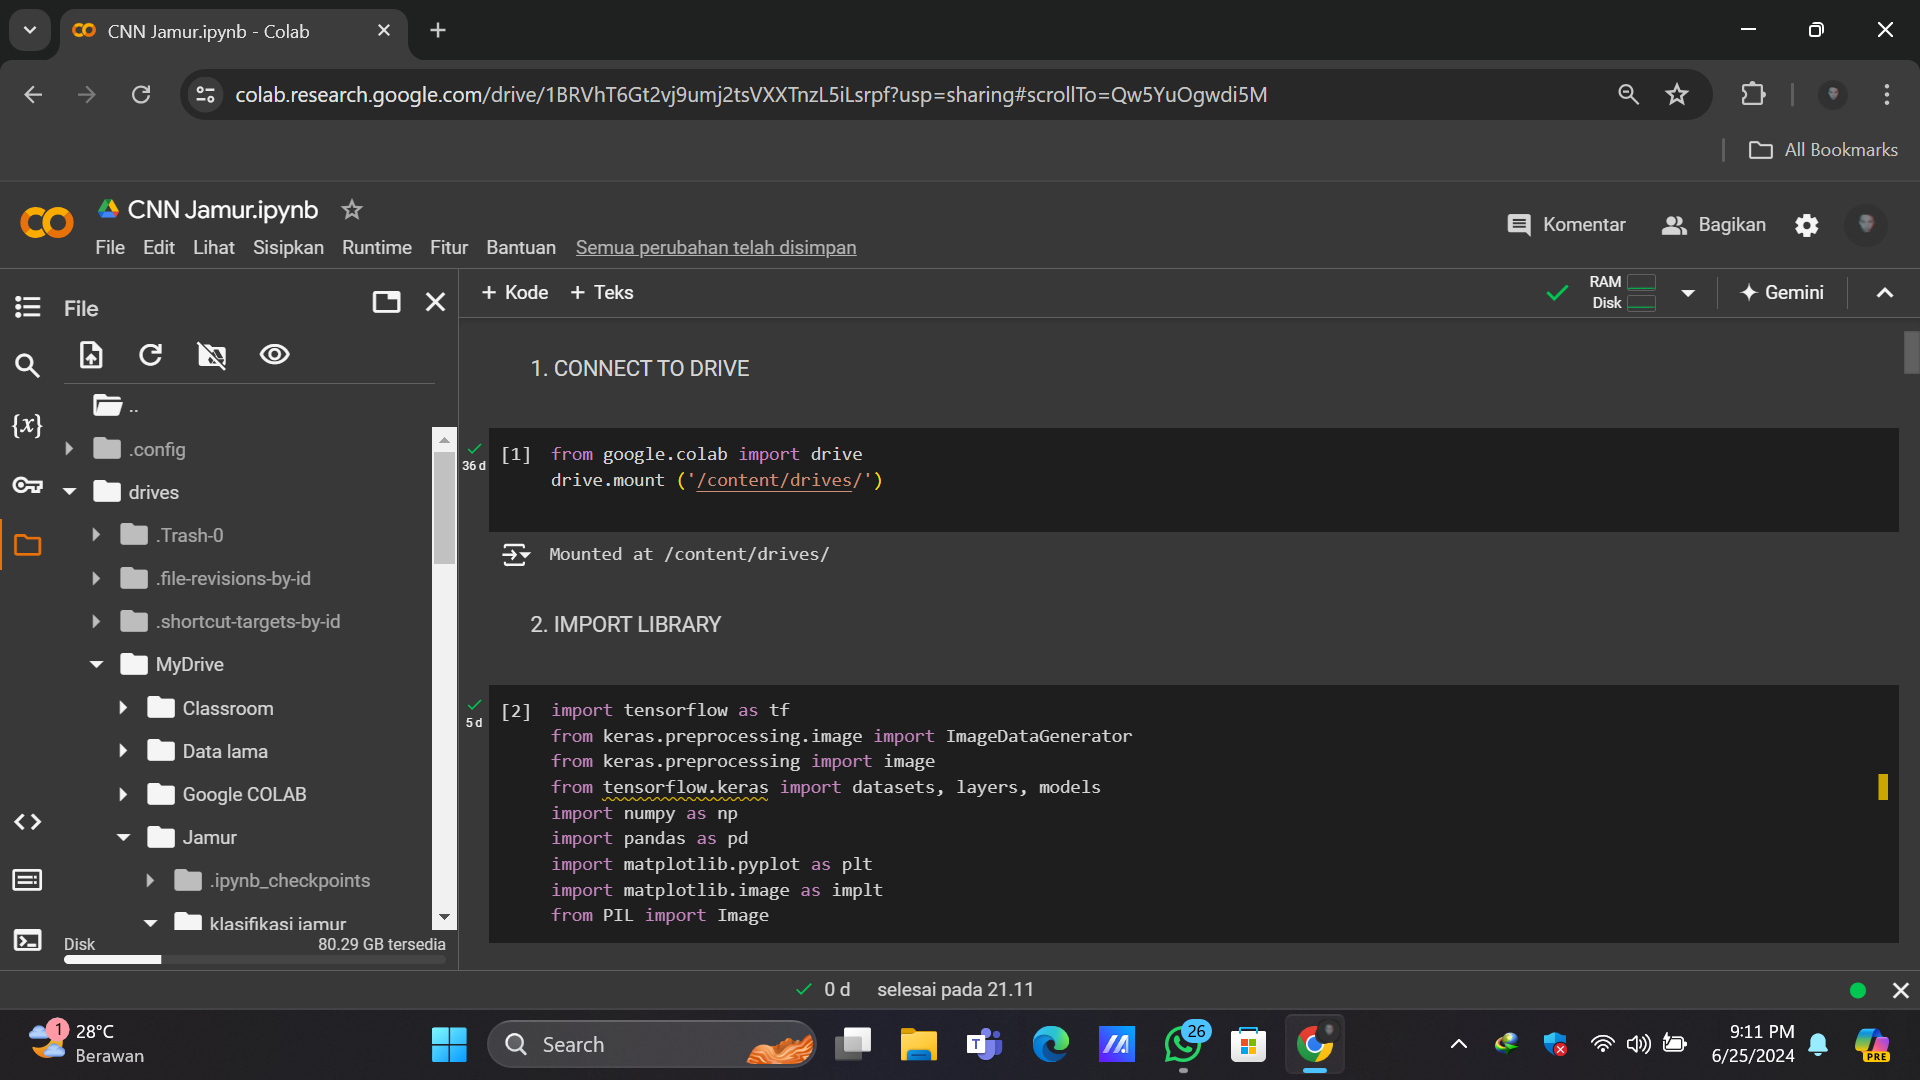 CNN Jamur.ipynb - Colab
colab.research.google.com/drive/1BRVhT6Gt2vj9umj2tsVXXTnzL5iLsrpf?usp=sharing#scrollTo=Qw5YuOgwdi5M
All Bookmarks
CNN Jamur.ipynb
File Edit Lihat Sisipkan Runtime Fitur Bantuan Semua perubahan telah disimpan
Komentar Bagikan
File
+ Kode + Teks
RAM
Disk
Gemini
..
.config
drives
.Trash-0
.file-revisions-by-id
.shortcut-targets-by-id
MyDrive
Classroom
Data lama
Google COLAB
Jamur
.ipynb_checkpoints
klasifikasi jamur
Disk 80.29 GB tersedia
{x}
1. CONNECT TO DRIVE
36 d
[1] from google.colab import drive
drive.mount ('/content/drives/')
Mounted at /content/drives/
2. IMPORT LIBRARY
5 d
[2] import tensorflow as tf
from keras.preprocessing.image import ImageDataGenerator
from keras.preprocessing import image
from tensorflow.keras import datasets, layers, models
import numpy as np
import pandas as pd
import matplotlib.pyplot as plt
import matplotlib.image as implt
from PIL import Image
0 d selesai pada 21.11
1
28°C
Berawan
Search
T
26
9:11 PM
6/25/2024
PRE